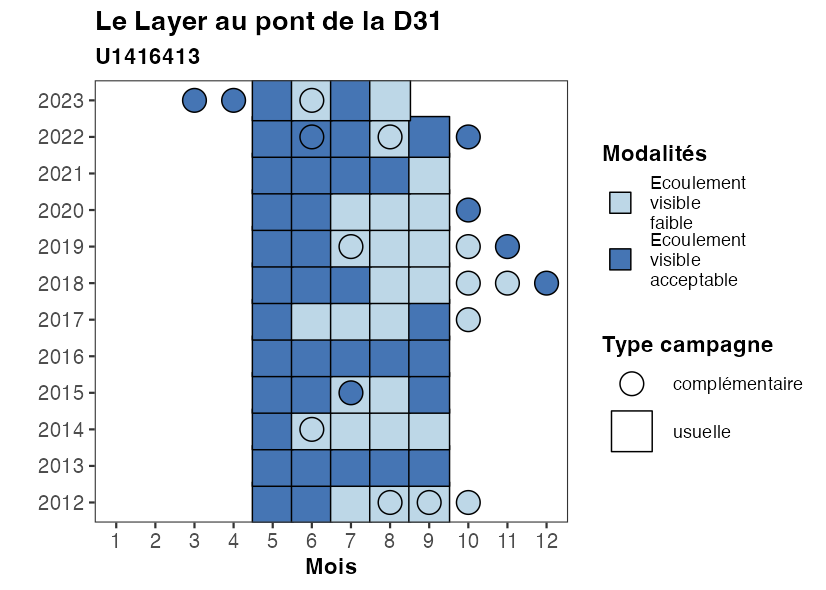 Le Layer au pont de la D31
U1416413
2023
2022
2021
2020
2019
2018
2017
2016
2015
2014
2013
2012
1 2 3 4 5 6 7 8 9 10 11 12
Mois
Modalités
Ecoulement
visible
faible
Ecoulement
visible
acceptable
Type campagne
complémentaire
usuelle